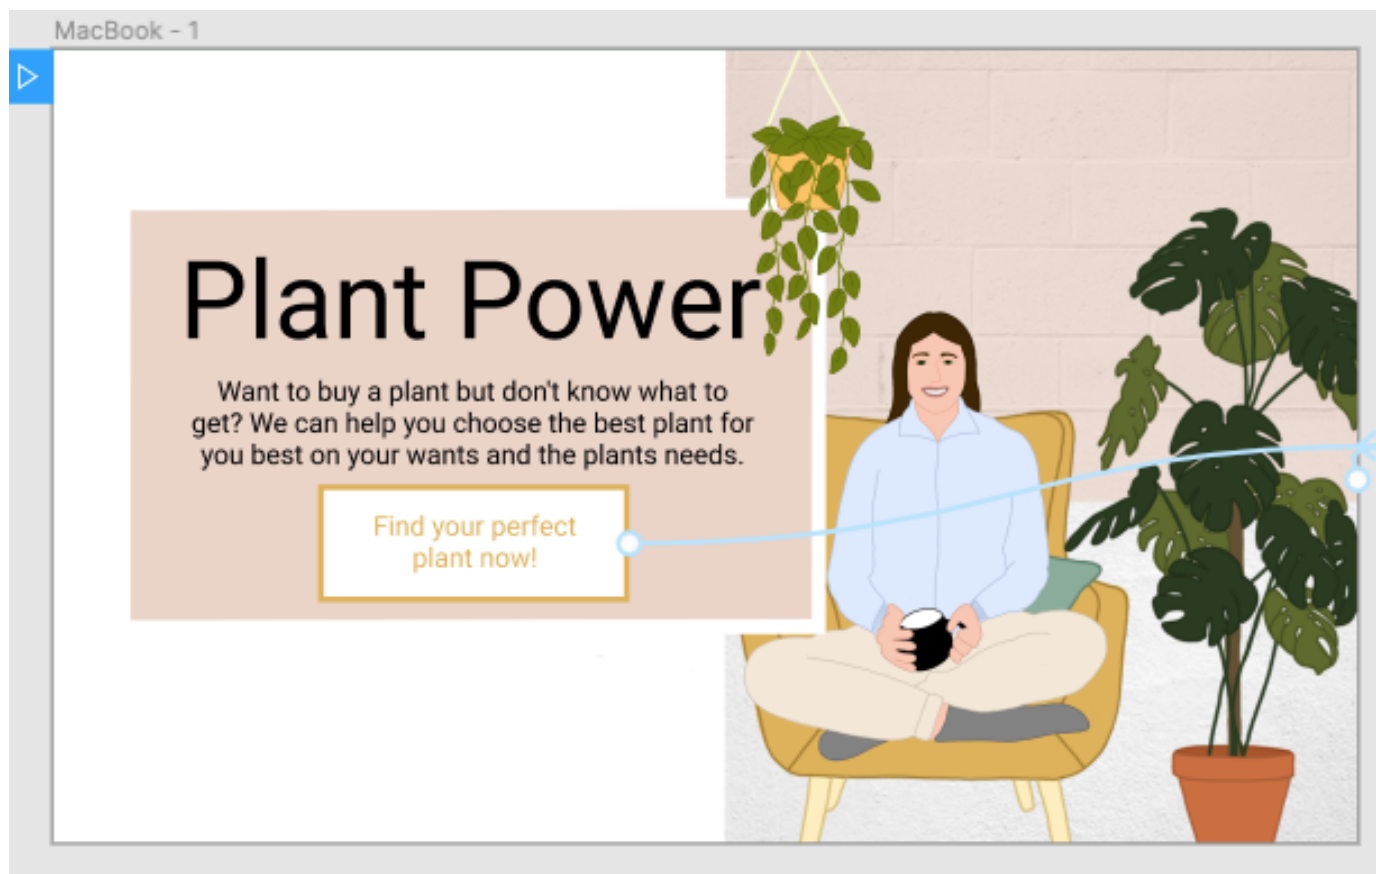 MacBook - 1
Plant Power
Want to buy a plant but don't know what to
get? We can help you choose the best plant for
you best on your wants and the plants needs.
Find your perfect
plant now!